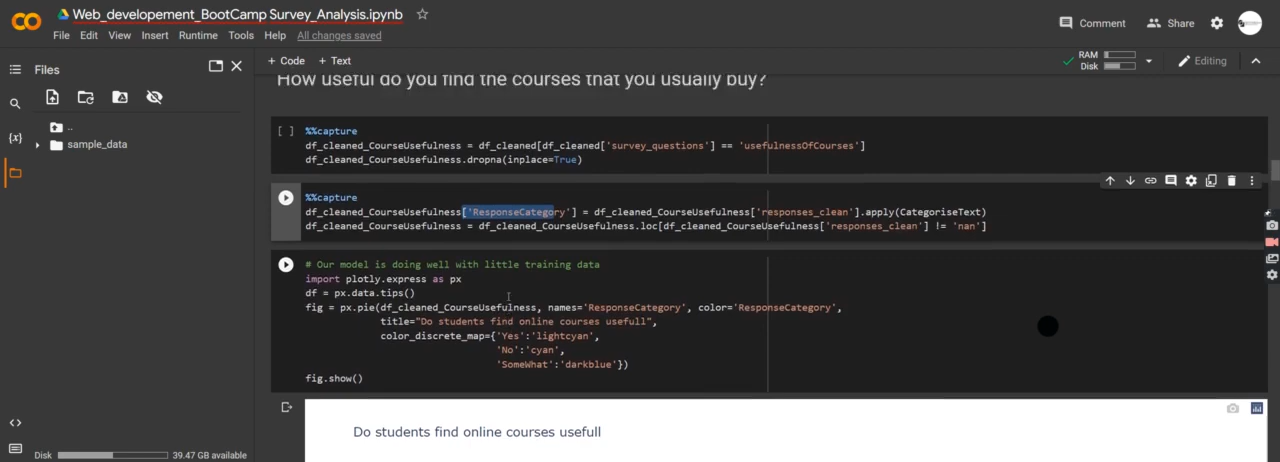 Web_developement_BootCamp Survey_Analysis.ipynb
Comment
Share
File Edit View Insert Runtime Tools Help All changes saved
Files
+ Code + Text
RAM
Disk
Editing
How useful do you find the courses that you usually buy?
..
sample_data
{x}
[ ]
%%capture
df_cleaned_CourseUsefulness = df_cleaned[df_cleaned['survey_questions'] == 'usefulnessOfCourses']
df_cleaned_CourseUsefulness.dropna(inplace=True)
%%capture
df_cleaned_CourseUsefulness['ResponseCategory'] = df_cleaned_CourseUsefulness['responses_clean'].apply(CategoriseText)
df_cleaned_CourseUsefulness = df_cleaned_CourseUsefulness.loc[df_cleaned_CourseUsefulness['responses_clean'] != 'nan']
# Our model is doing well with little training data
import plotly.express as px
df = px.data.tips()
fig = px.pie(df_cleaned_CourseUsefulness, names='ResponseCategory', color='ResponseCategory',
title="Do students find online courses usefull",
color_discrete_map={'Yes':'lightcyan',
'No':'cyan',
'SomeWhat':'darkblue'})
fig.show()
Do students find online courses usefull
Disk 39.47 GB available